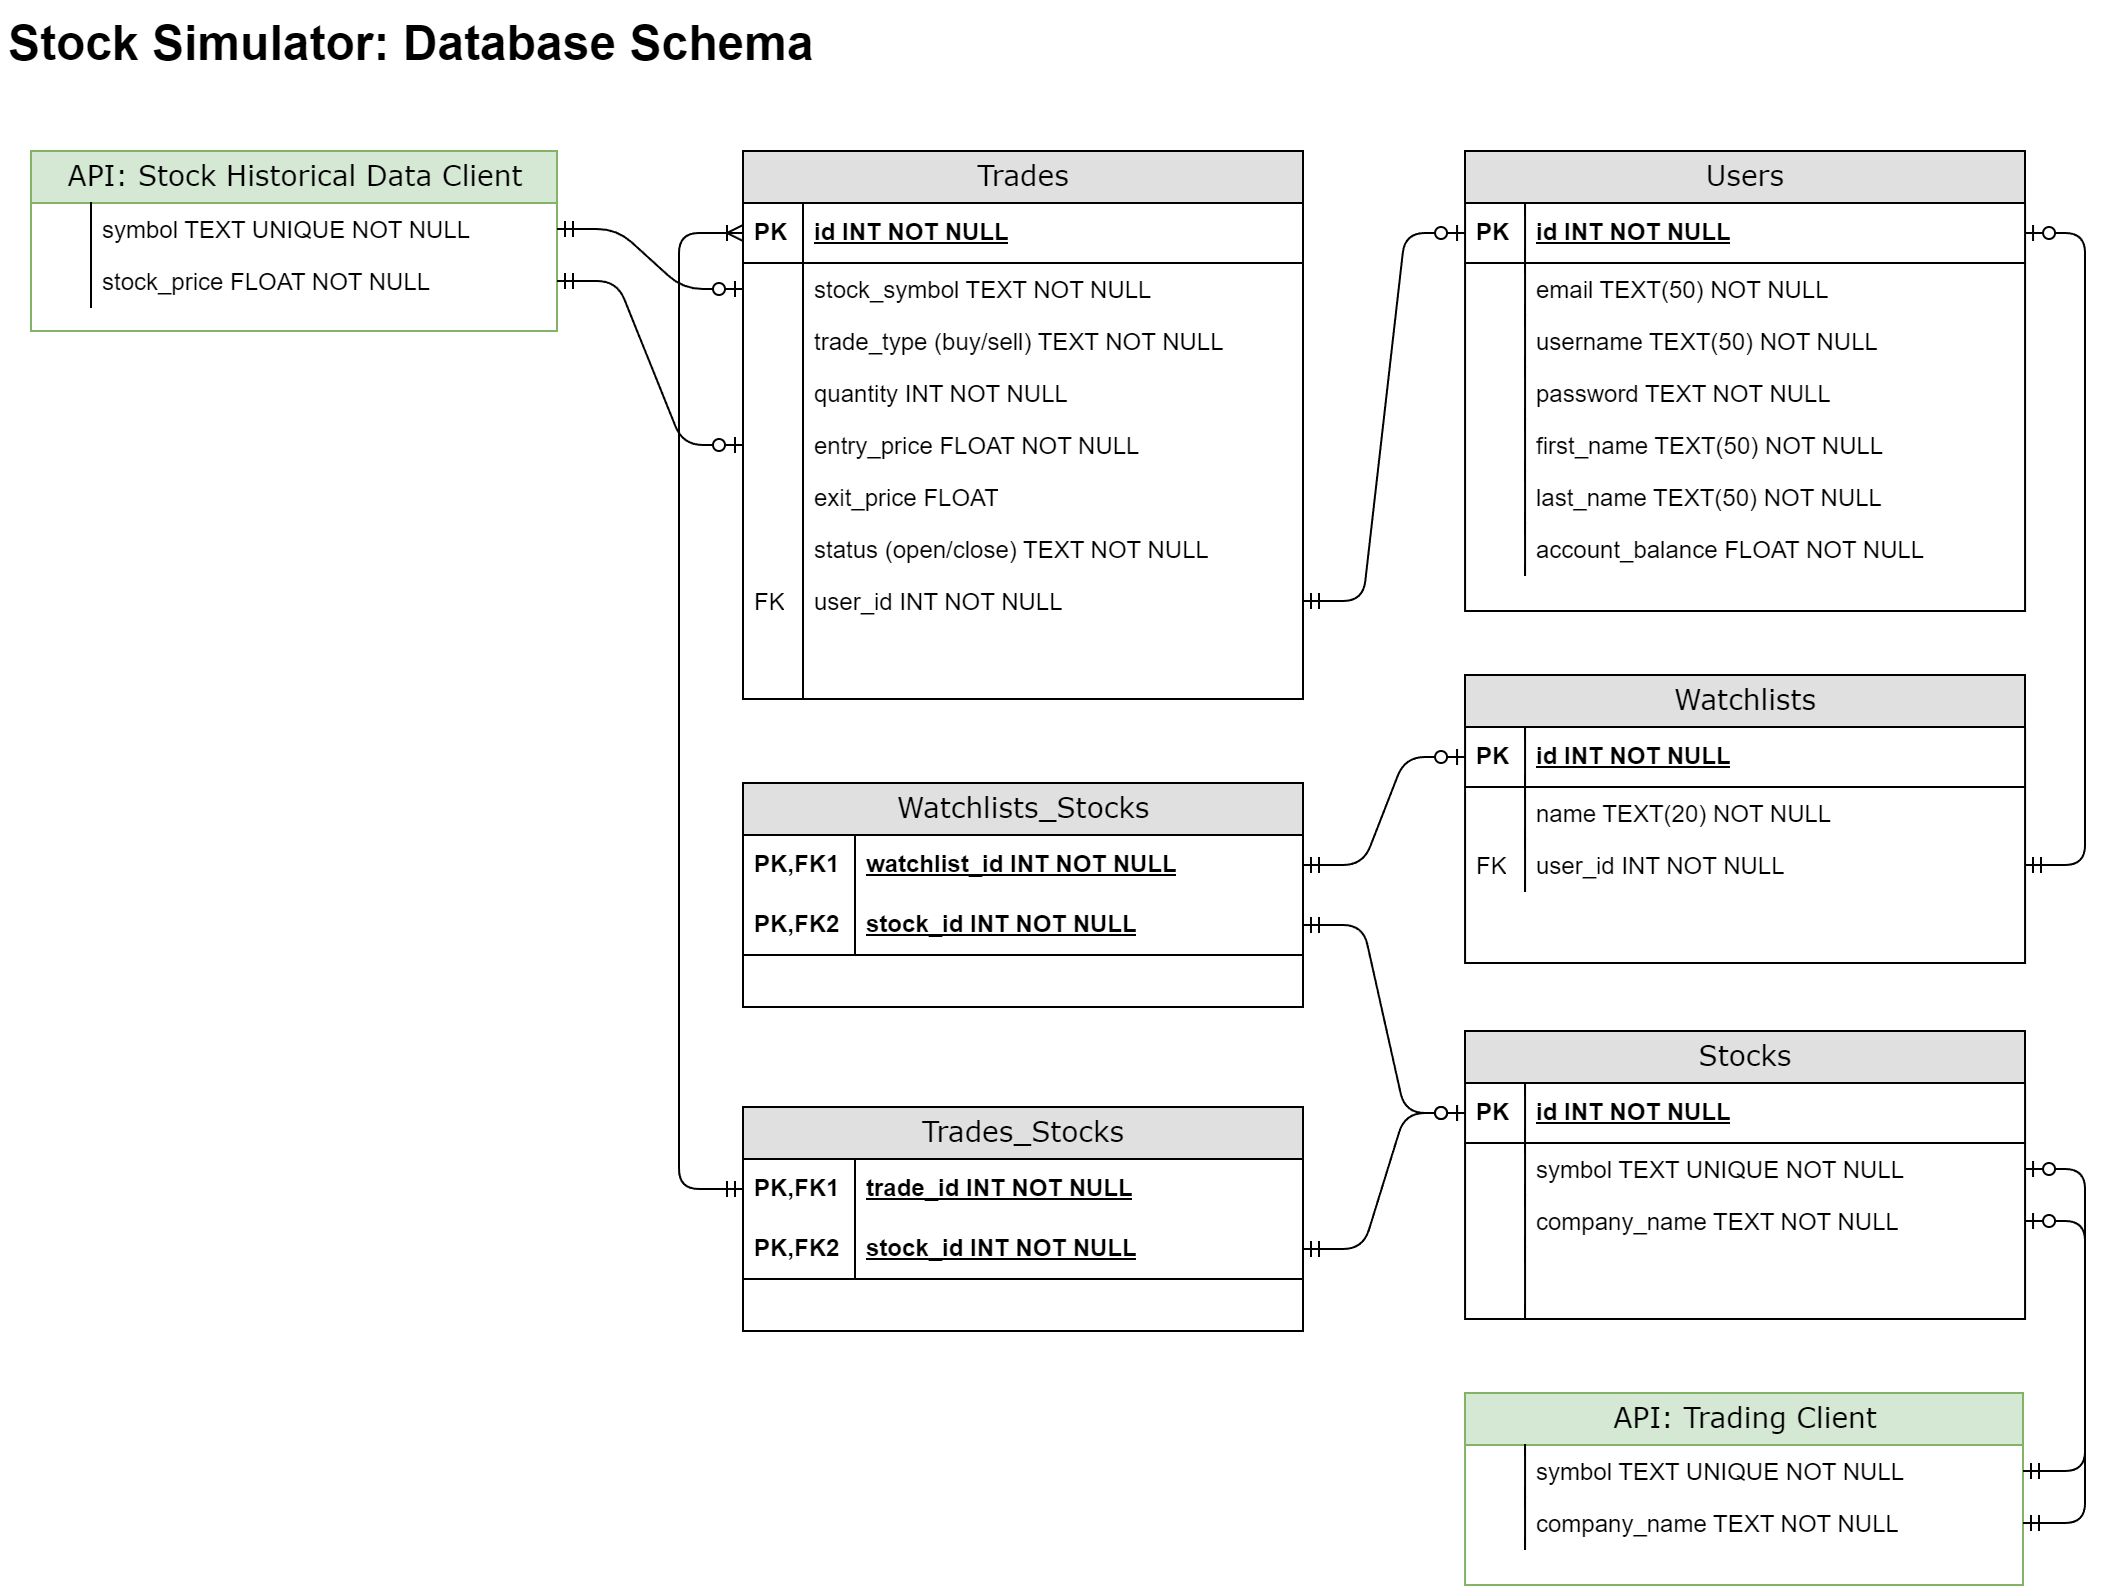 Stock Simulator: Database Schema
API: Stock Historical Data Client
symbol TEXT UNIQUE NOT NULL
stock_price FLOAT NOT NULL
Trades
PK id INT NOT NULL
stock_symbol TEXT NOT NULL
trade_type (buy/sell) TEXT NOT NULL
quantity INT NOT NULL
entry_price FLOAT NOT NULL
exit_price FLOAT
status (open/close) TEXT NOT NULL
FK user_id INT NOT NULL
Users
PK id INT NOT NULL
email TEXT(50) NOT NULL
username TEXT(50) NOT NULL
password TEXT NOT NULL
first_name TEXT(50) NOT NULL
last_name TEXT(50) NOT NULL
account_balance FLOAT NOT NULL
Watchlists
PK id INT NOT NULL
name TEXT(20) NOT NULL
FK user_id INT NOT NULL
Watchlists_Stocks
PK,FK1 watchlist_id INT NOT NULL
PK,FK2 stock_id INT NOT NULL
Stocks
PK id INT NOT NULL
symbol TEXT UNIQUE NOT NULL
company_name TEXT NOT NULL
Trades_Stocks
PK,FK1 trade_id INT NOT NULL
PK,FK2 stock_id INT NOT NULL
API: Trading Client
symbol TEXT UNIQUE NOT NULL
company_name TEXT NOT NULL